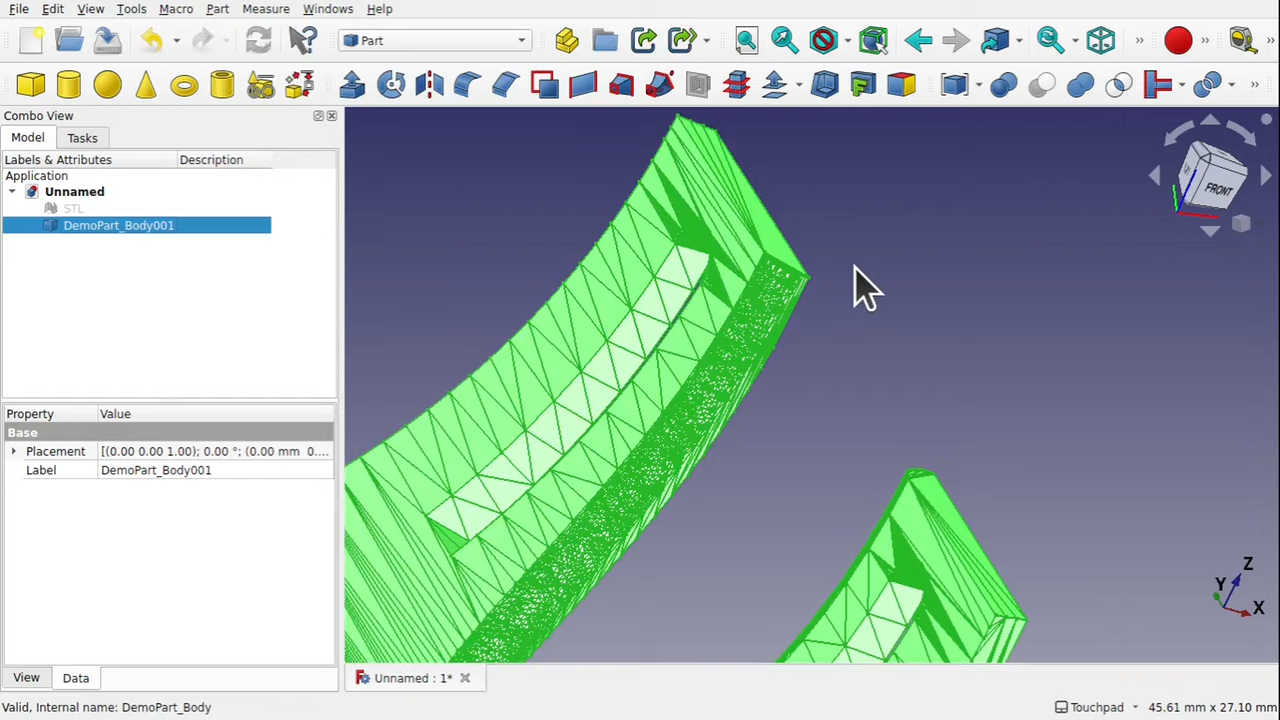 File Edit View Tools Macro Part Measure Windows Help
Part
»
»
»
»
Combo View
Model Tasks
Labels & Attributes Description
Application
Unnamed
STL
DemoPart_Body001
Property Value
Base
Placement [(0.00 0.00 1.00); 0.00 °; (0.00 mm 0....
Label DemoPart_Body001
View Data
FRONT
Z
Y
X
Unnamed : 1*
Valid, Internal name: DemoPart_Body
Touchpad 45.61 mm x 27.10 mm